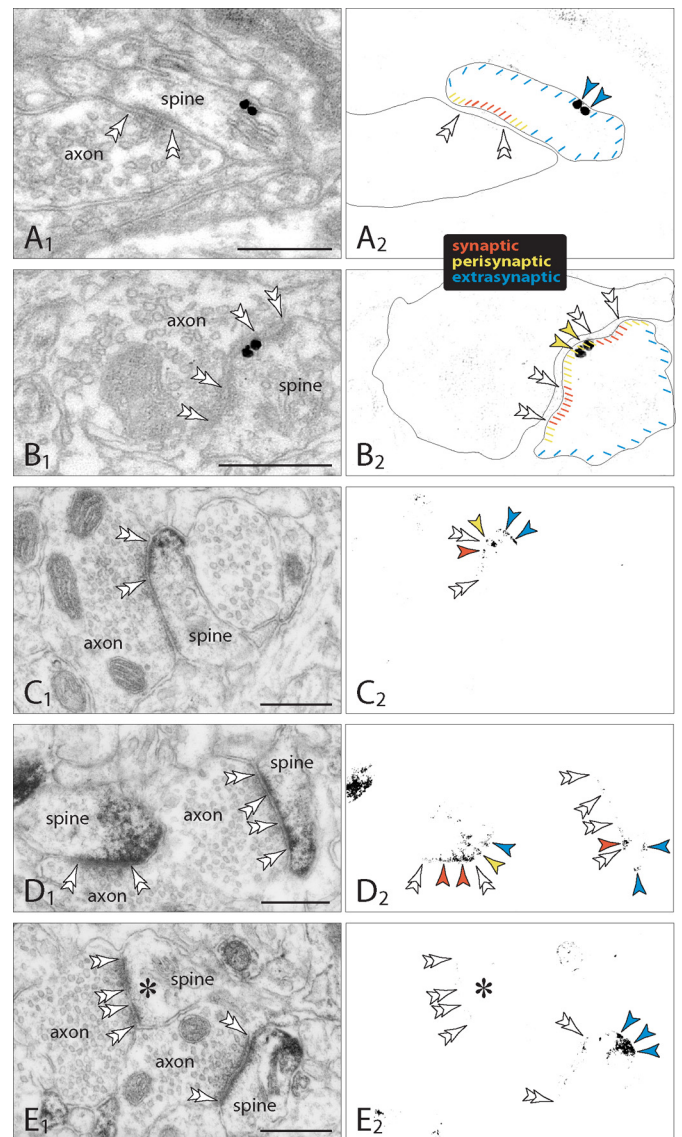 spine
axon
A1
A2
synaptic
perisynaptic
extrasynaptic
axon
spine
B1
B2
axon
spine
C1
C2
spine
spine
axon
axon
D1
D2
spine
*
*
axon
axon
spine
E1
E2